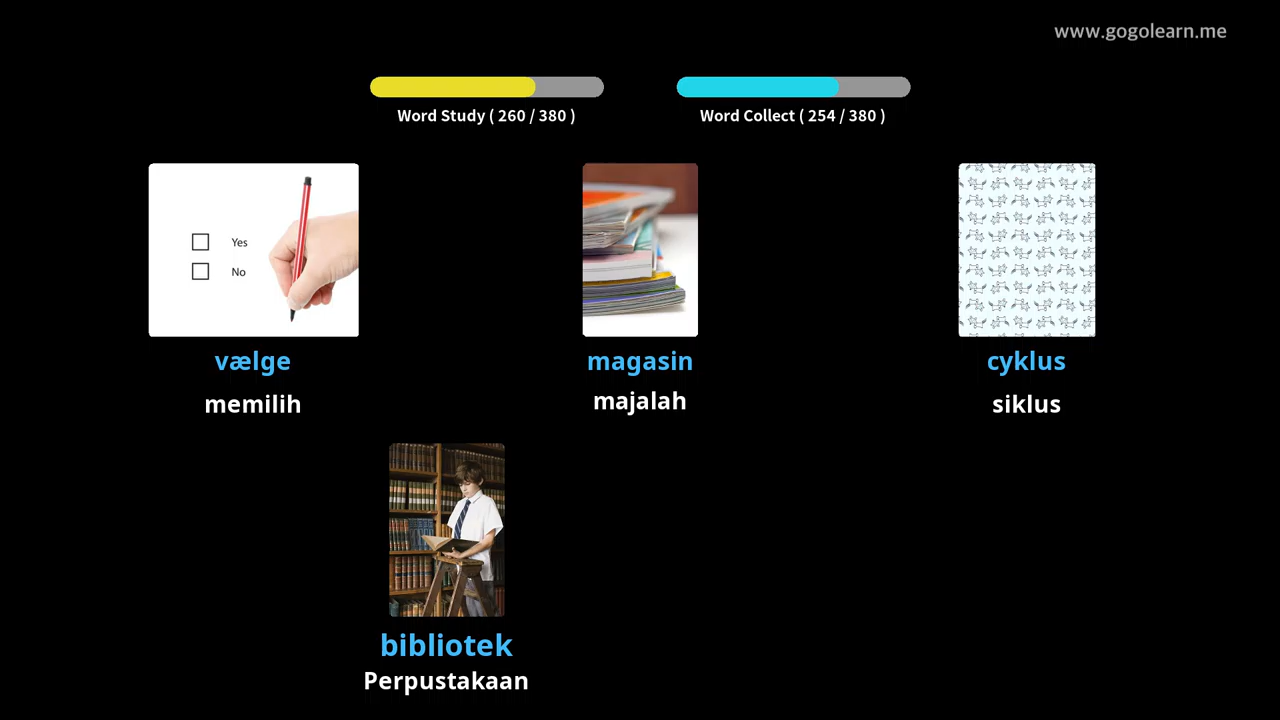 www.gogolearn.me
Word Study ( 260 / 380 )
Word Collect ( 254 / 380 )
Yes
No
vælge
memilih
magasin
majalah
cyklus
siklus
bibliotek
Perpustakaan